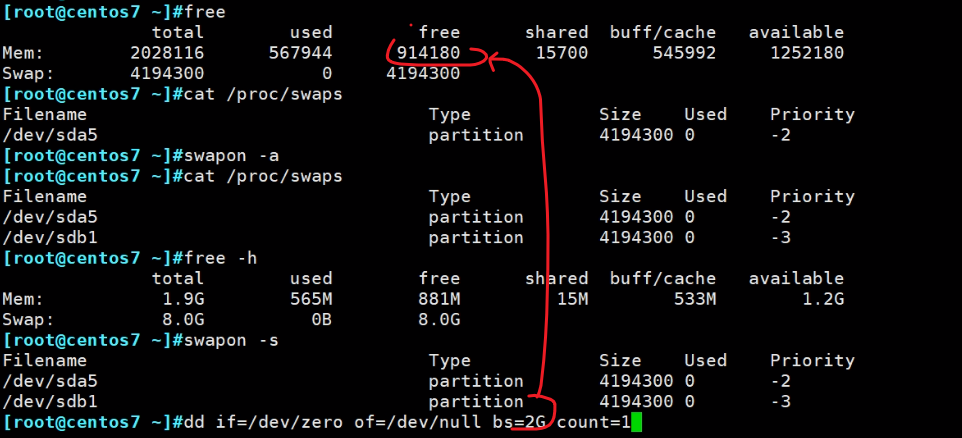 [root@centos7 ~]#free
total used free shared buff/cache available
Mem: 2028116 567944 914180 15700 545992 1252180
Swap: 4194300 0 4194300
[root@centos7 ~]#cat /proc/swaps
Filename Type Size Used Priority
/dev/sda5 partition 4194300 0 -2
[root@centos7 ~]#swapon -a
[root@centos7 ~]#cat /proc/swaps
Filename Type Size Used Priority
/dev/sda5 partition 4194300 0 -2
/dev/sdb1 partition 4194300 0 -3
[root@centos7 ~]#free -h
total used free shared buff/cache available
Mem: 1.9G 565M 881M 15M 533M 1.2G
Swap: 8.0G 0B 8.0G
[root@centos7 ~]#swapon -s
Filename Type Size Used Priority
/dev/sda5 partition 4194300 0 -2
/dev/sdb1 partition 4194300 0 -3
[root@centos7 ~]#dd if=/dev/zero of=/dev/null bs=2G count=1